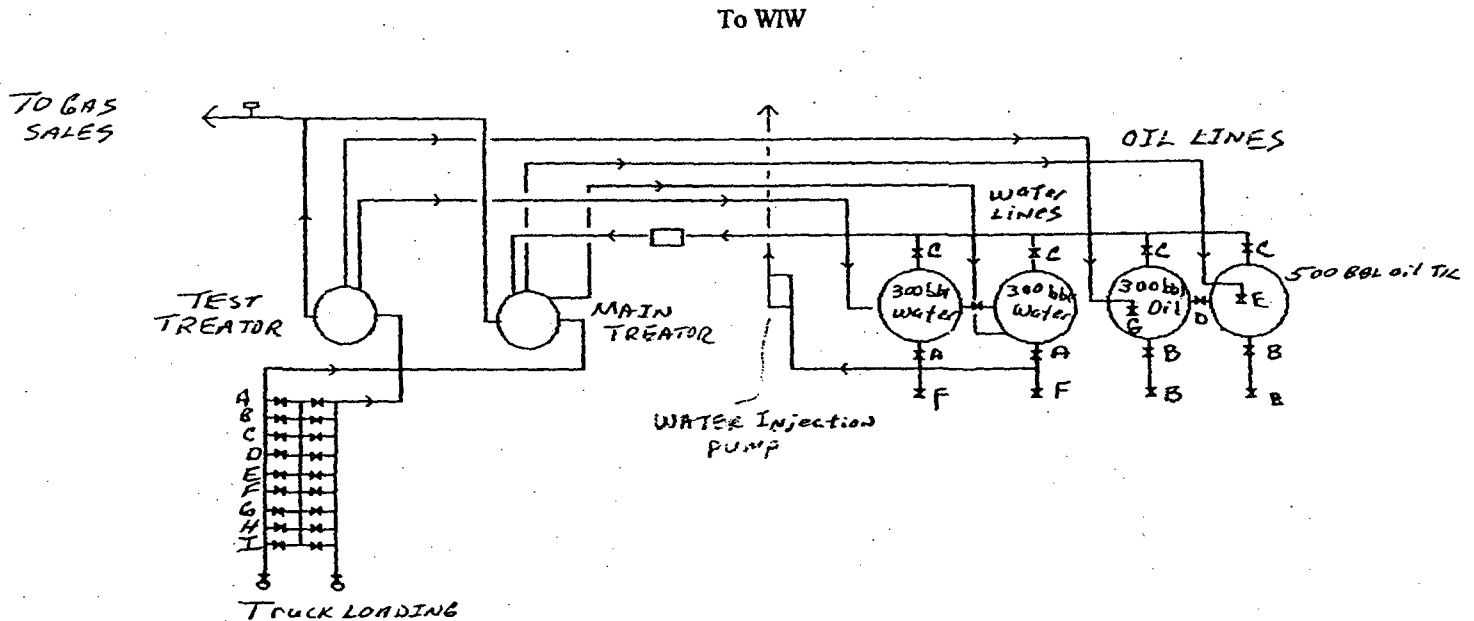 To WIW
TO GAS
SALES
OIL LINES
Water
LINES
C
C
C
C
500 BBL oil TK
TEST
TREATOR
MAIN
TREATOR
300 bbl
water
300 bbl
Water
300 bbl
Oil
G
D
E
A
A
B
B
F
F
B
B
WATER Injection
PUMP
A
B
C
D
E
F
G
H
I
TRUCK LOADING